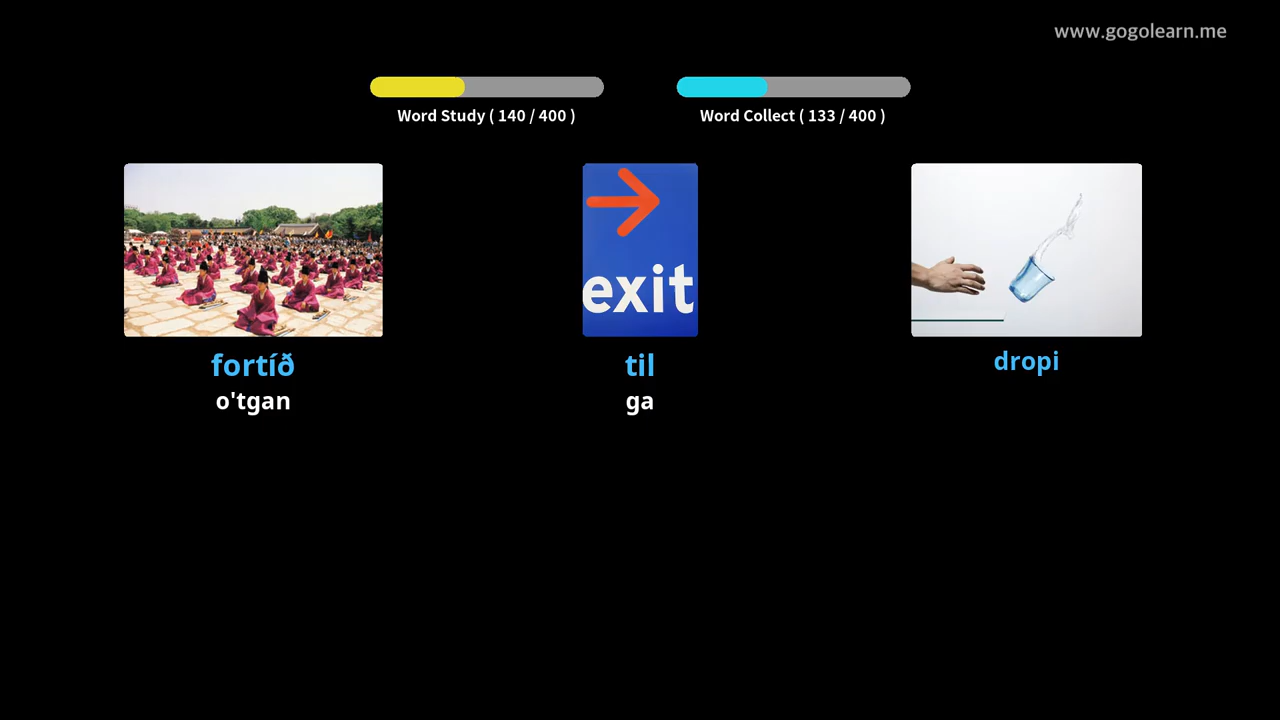 www.gogolearn.me
Word Study ( 140 / 400 )
Word Collect ( 133 / 400 )
exit
fortíð
o'tgan
til
ga
dropi